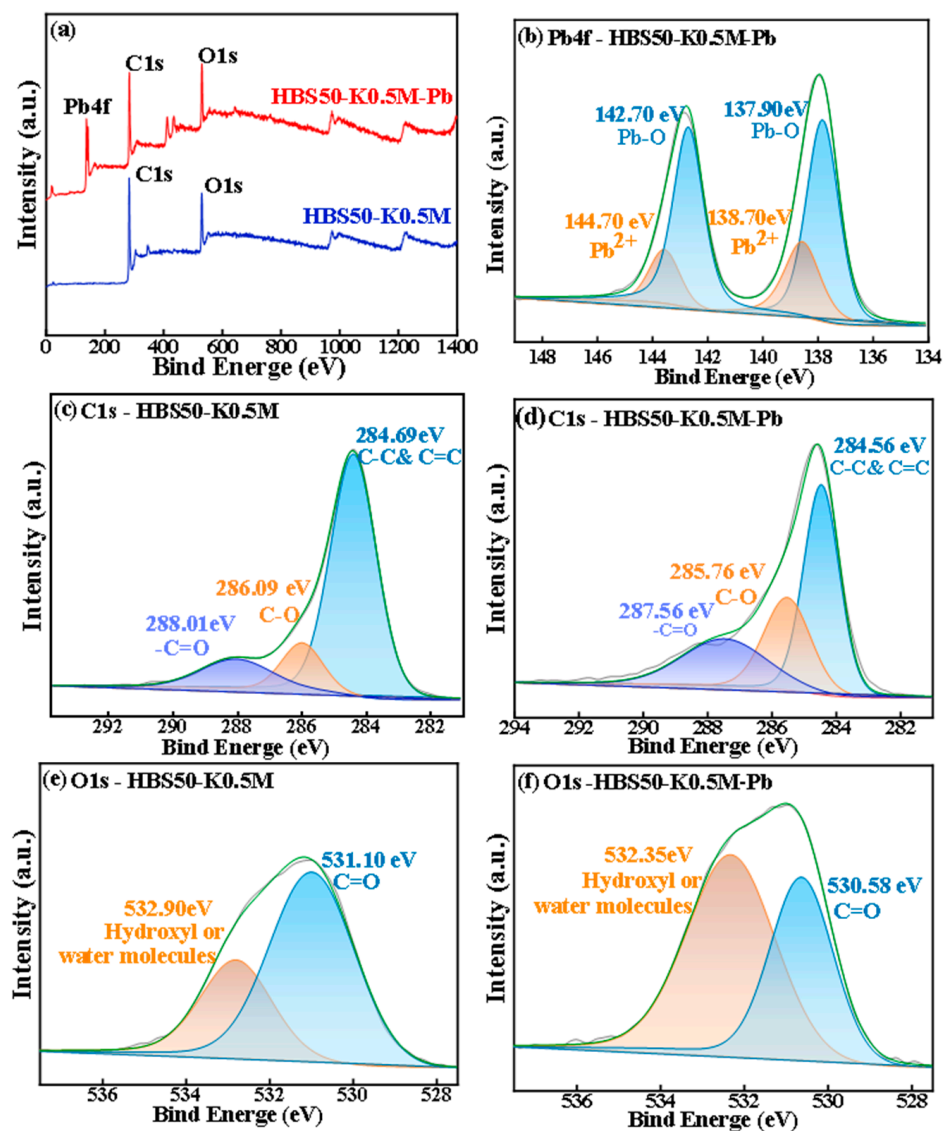 (a)
C1s
O1s
Pb4f
HBS50-K0.5M-Pb
C1s
O1s
HBS50-K0.5M
Intensity (a.u.)
0 200 400 600 800 1000 1200 1400
Bind Energe (eV)
(b) Pb4f - HBS50-K0.5M-Pb
142.70 eV
Pb-O
137.90eV
Pb-O
144.70 eV
Pb2+
138.70eV
Pb2+
Intensity (a.u.)
148 146 144 142 140 138 136 134
Bind Energe (eV)
(c) C1s - HBS50-K0.5M
284.69eV
C-C& C=C
286.09 eV
C-O
288.01eV
-C=O
Intensity (a.u.)
292 290 288 286 284 282
Bind Energe (eV)
(d) C1s - HBS50-K0.5M-Pb
284.56 eV
C-C& C=C
285.76 eV
C-O
287.56 eV
-C=O
Intensity (a.u.)
294 292 290 288 286 284 282
Bind Energe (eV)
(e) O1s - HBS50-K0.5M
531.10 eV
C=O
532.90eV
Hydroxyl or
water molecules
Intensity (a.u.)
536 534 532 530 528
Bind Energe (eV)
(f) O1s -HBS50-K0.5M-Pb
532.35eV
Hydroxyl or
water molecules
530.58 eV
C=O
Intensity (a.u.)
536 534 532 530 528
Bind Energe (eV)